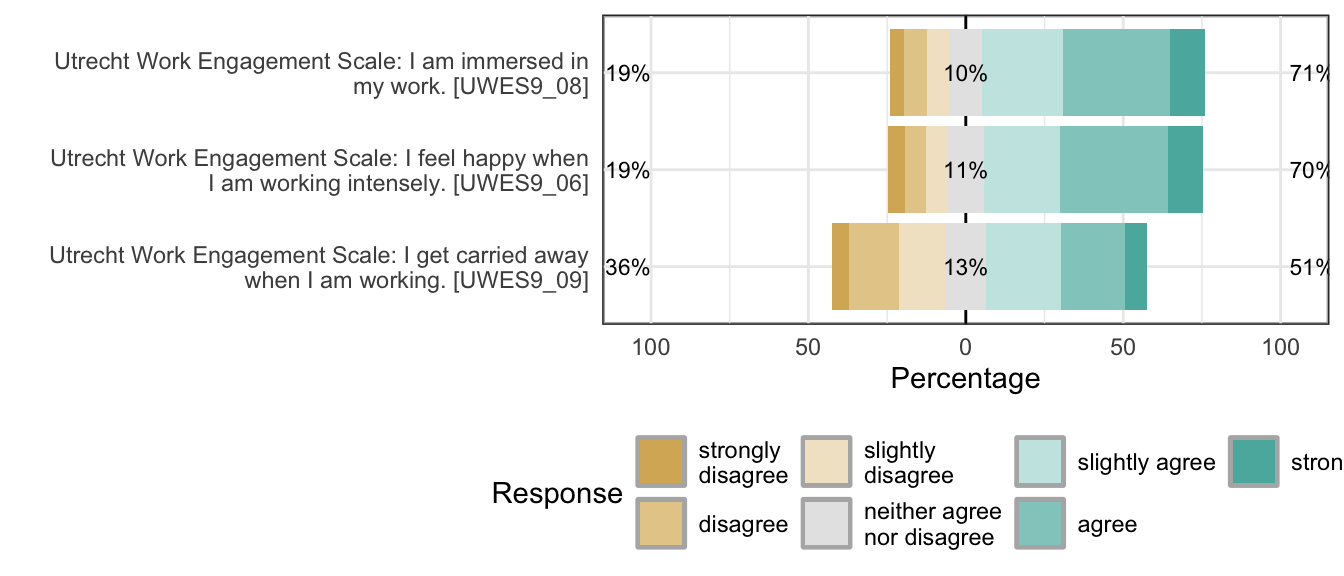 Utrecht Work Engagement Scale: I am immersed in
my work. [UWES9_08]
19%
10%
71%
Utrecht Work Engagement Scale: I feel happy when
I am working intensely. [UWES9_06]
19%
11%
70%
Utrecht Work Engagement Scale: I get carried away
when I am working. [UWES9_09]
36%
13%
51%
100 50 0 50 100
Percentage
Response
strongly
disagree
disagree
slightly
disagree
neither agree
nor disagree
slightly agree
agree
stron